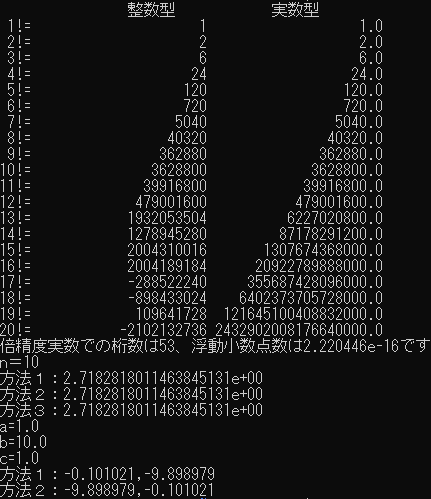 整数型 実数型
1!= 1 1.0
2!= 2 2.0
3!= 6 6.0
4!= 24 24.0
5!= 120 120.0
6!= 720 720.0
7!= 5040 5040.0
8!= 40320 40320.0
9!= 362880 362880.0
10!= 3628800 3628800.0
11!= 39916800 39916800.0
12!= 479001600 479001600.0
13!= 1932053504 6227020800.0
14!= 1278945280 87178291200.0
15!= 2004310016 1307674368000.0
16!= 2004189184 20922789888000.0
17!= -288522240 355687428096000.0
18!= -898433024 6402373705728000.0
19!= 109641728 121645100408832000.0
20!= -2102132736 2432902008176640000.0
倍精度実数での桁数は53、浮動小数点数は2.220446e-16です
n=10
方法1:2.7182818011463845131e+00
方法2:2.7182818011463845131e+00
方法3:2.7182818011463845131e+00
a=1.0
b=10.0
c=1.0
方法1:-0.101021,-9.898979
方法2:-9.898979,-0.101021